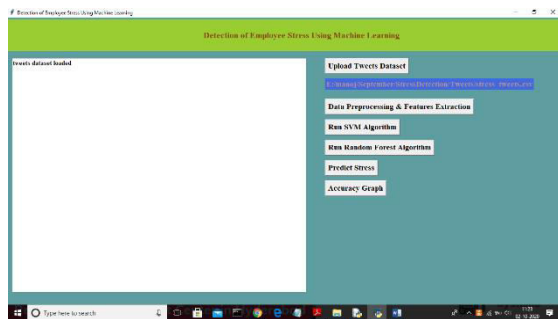 Detection of Employee Stress Using Machine Learning
Detection of Employee Stress Using Machine Learning
tweets dataset loaded
Upload Tweets Dataset
Data Preprocessing & Features Extraction
Run SVM Algorithm
Run Random Forest Algorithm
Predict Stress
Accuracy Graph
Type here to search